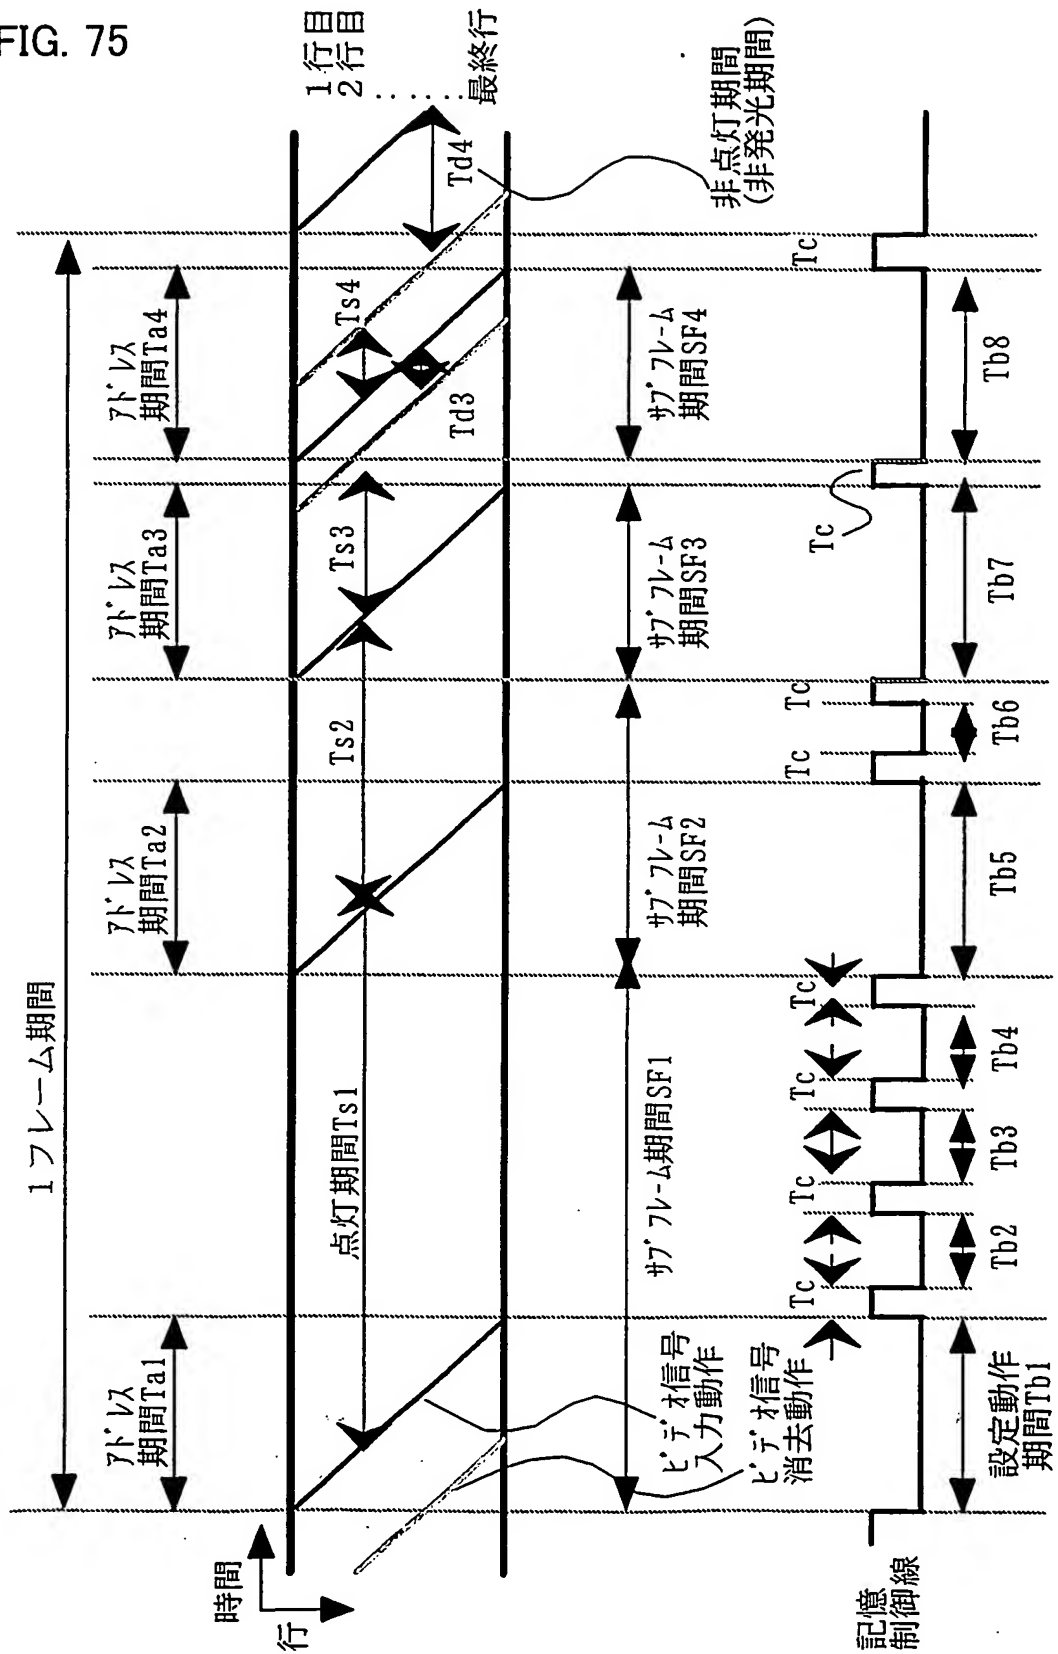 FIG. 75
1フレーム期間
アドレス
期間Ta1
アドレス
期間Ta2
アドレス
期間Ta3
アドレス
期間Ta4
時間
行
1行目
2行目
......
最終行
点灯期間Ts1
Ts2
Ts3
Ts4
Td3
Td4
非点灯期間
(非発光期間)
ビデオ信号
入力動作
ビデオ信号
消去動作
サブフレーム期間SF1
サブフレーム
期間SF2
サブフレーム
期間SF3
サブフレーム
期間SF4
記憶
制御線
Tc
Tc
Tc
Tc
Tc
Tc
Tc
Tc
設定動作
期間Tb1
Tb2
Tb3
Tb4
Tb5
Tb6
Tb7
Tb8